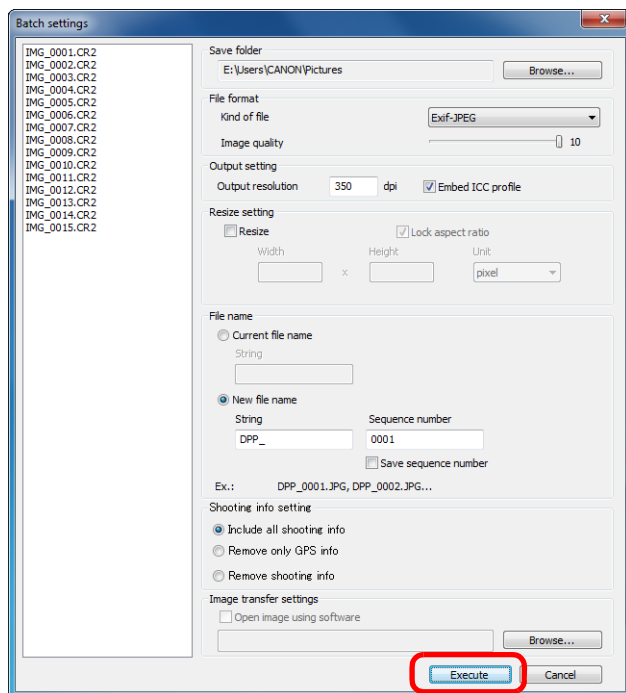 Batch settings
IMG_0001.CR2
IMG_0002.CR2
IMG_0003.CR2
IMG_0004.CR2
IMG_0005.CR2
IMG_0006.CR2
IMG_0007.CR2
IMG_0008.CR2
IMG_0009.CR2
IMG_0010.CR2
IMG_0011.CR2
IMG_0012.CR2
IMG_0013.CR2
IMG_0014.CR2
IMG_0015.CR2
Save folder
E:\Users\CANON\Pictures Browse...
File format
Kind of file Exif-JPEG
Image quality 10
Output setting
Output resolution 350 dpi Embed ICC profile
Resize setting
Resize Lock aspect ratio
Width Height Unit
x pixel
File name
Current file name
String
New file name
String Sequence number
DPP_ 0001
Save sequence number
Ex.: DPP_0001.JPG, DPP_0002.JPG...
Shooting info setting
Include all shooting info
Remove only GPS info
Remove shooting info
Image transfer settings
Open image using software
Browse...
Execute Cancel